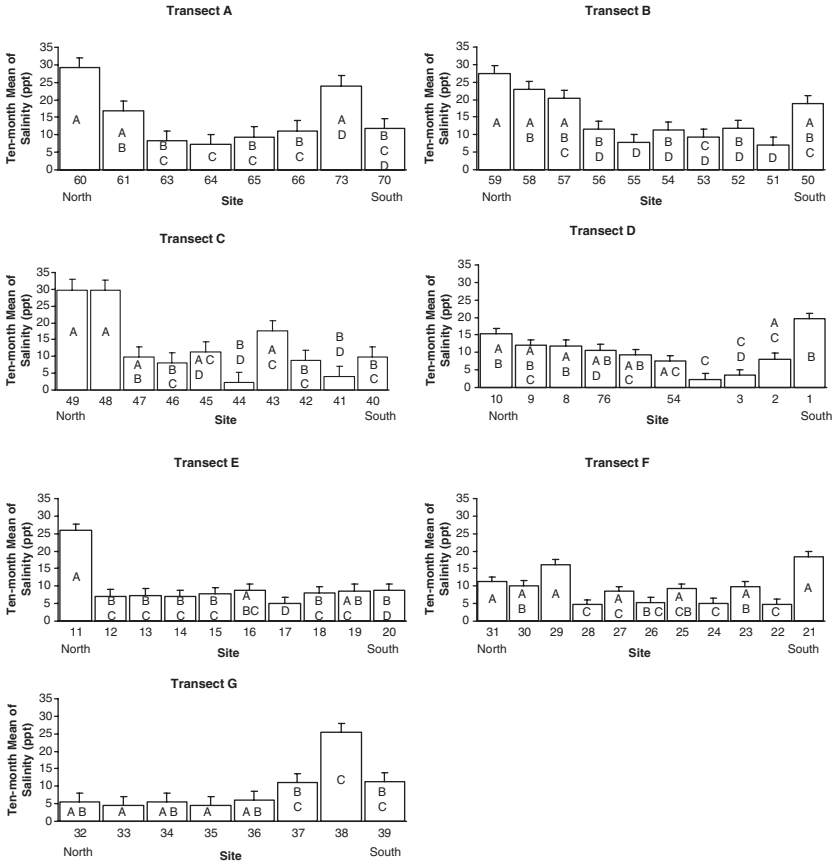 Transect A
Ten-month Mean of
Salinity (ppt)
35
30
25
20
15
10
5
0
A
A
B
B
C
C
B
C
B
C
A
D
B
C
D
60 61 63 64 65 66 73 70
North Site South
Transect B
Ten-month Mean of
Salinity (ppt)
35
30
25
20
15
10
5
0
A
A
B
A
B
C
B
D
D
B
D
C
D
B
D
D
A
B
C
59 58 57 56 55 54 53 52 51 50
North Site South
Transect C
Ten-month Mean of
Salinity (ppt)
35
30
25
20
15
10
5
0
A
A
A
B
B
C
A C
D
B
D
A
C
B
C
B
D
B
C
49 48 47 46 45 44 43 42 41 40
North Site South
Transect D
Ten-month Mean of
Salinity (ppt)
35
30
25
20
15
10
5
0
A
B
A
B
C
A
B
A B
D
A B
C
A C
C
C
D
A
C
B
10 9 8 76 54 3 2 1
North Site South
Transect E
Ten-month Mean of
Salinity (ppt)
35
30
25
20
15
10
5
0
A
B
C
B
C
B
C
B
C
A
BC
D
B
C
A B
C
B
D
11 12 13 14 15 16 17 18 19 20
North Site South
Transect F
Ten-month Mean of
Salinity (ppt)
35
30
25
20
15
10
5
0
A
A
B
A
C
A
C
B C
A
CB
C
A
B
C
A
31 30 29 28 27 26 25 24 23 22 21
North Site South
Transect G
Ten-month Mean of
Salinity (ppt)
35
30
25
20
15
10
5
0
A B
A
A B
A
A B
B
C
C
B
C
32 33 34 35 36 37 38 39
North Site South